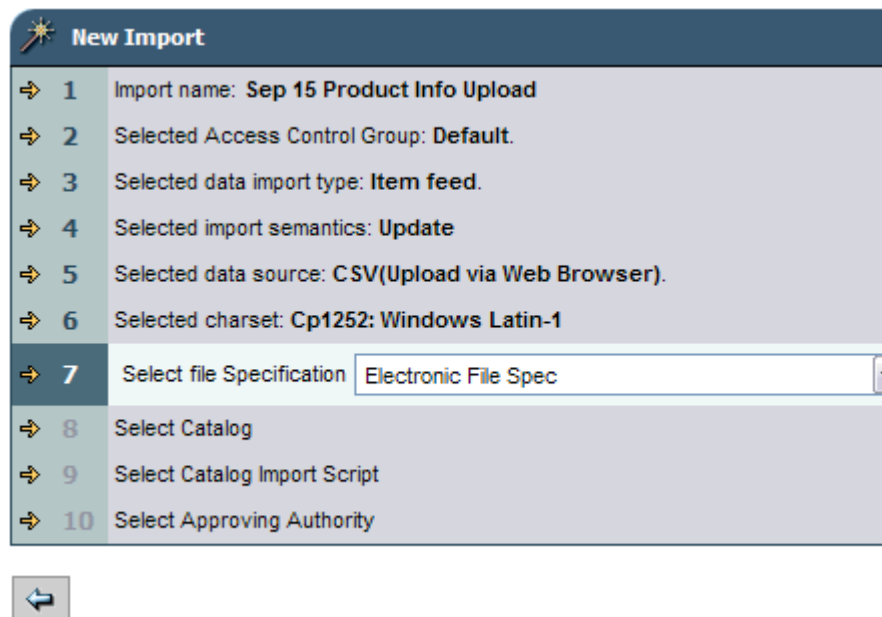 New Import
1 Import name: Sep 15 Product Info Upload
2 Selected Access Control Group: Default.
3 Selected data import type: Item feed.
4 Selected import semantics: Update
5 Selected data source: CSV(Upload via Web Browser).
6 Selected charset: Cp1252: Windows Latin-1
7 Select file Specification Electronic File Spec
8 Select Catalog
9 Select Catalog Import Script
10 Select Approving Authority